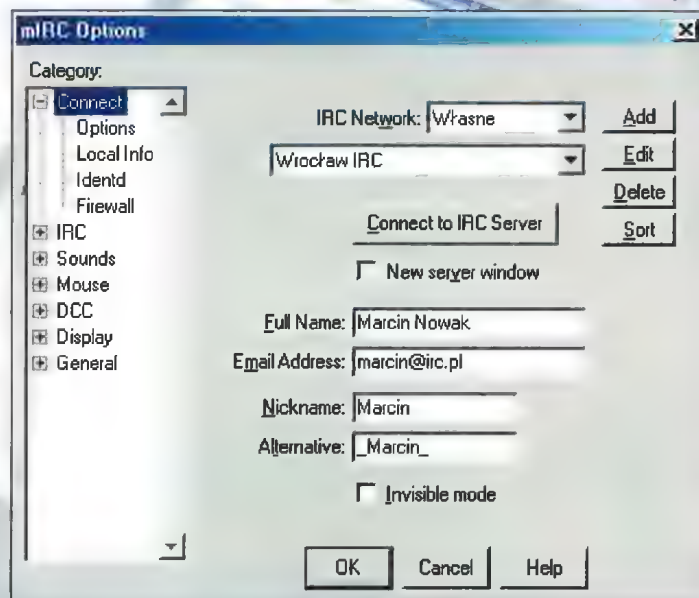 mIRC Options
Category:
Connect
Options
Local Info
Identd
Firewall
IRC
Sounds
Mouse
DCC
Display
General
IRC Network: Własne
Add
Wrocław IRC
Edit
Delete
Connect to IRC Server
Sort
New server window
Full Name: Marcin Nowak
Email Address: marcin@irc.pl
Nickname: Marcin
Alternative: _Marcin_
Invisible mode
OK Cancel Help